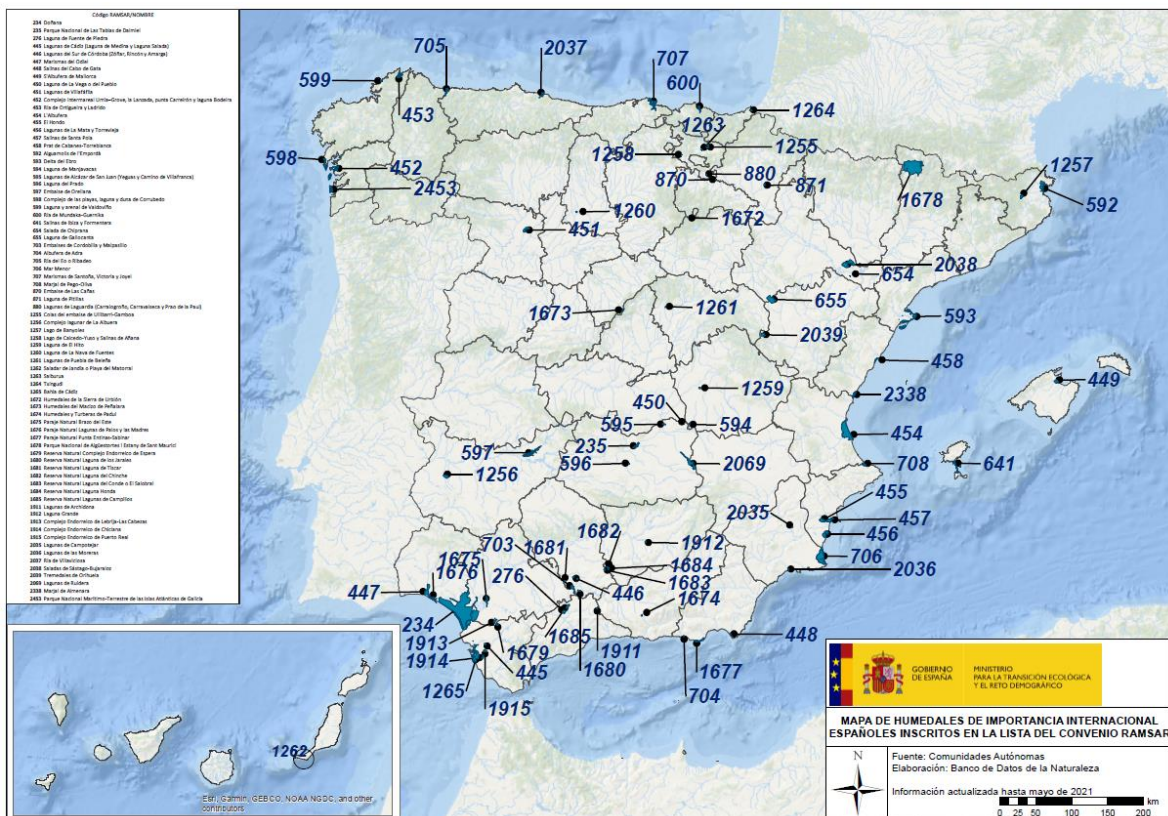 Código RAMSAR/NOMBRE
234 Doñana
235 Parque Nacional de Las Tablas de Daimiel
276 Laguna de Fuente de Piedra
445 Lagunas de Cádiz (Laguna de Medina y Laguna Salada)
446 Lagunas del Sur de Córdoba (Zóñar, Rincón y Amarga)
447 Marismas del Odiel
448 Salinas del Cabo de Gata
449 S'Albufera de Mallorca
450 Laguna de La Vega o del Pueblo
451 Lagunas de Villafáfila
452 Complejo intermareal Umia-Grove, la Lanzada, punta Carreirón y laguna Bodeira
453 Ría de Ortigueira y Ladrido
454 L'Albufera
455 El Hondo
456 Lagunas de La Mata y Torrevieja
457 Salinas de Santa Pola
458 Prat de Cabanes-Torreblanca
592 Aiguamolls de l'Empordà
593 Delta del Ebro
594 Laguna de Manjavacas
595 Lagunas de Alcázar de San Juan (Yeguas y Camino de Villafranca)
596 Laguna del Prado
597 Embalse de Orellana
598 Complejo de las playas, laguna y duna de Corrubedo
599 Laguna y arenal de Valdoviño
600 Ría de Mundaka-Guernika
641 Salinas de Ibiza y Formentera
654 Salada de Chiprana
655 Laguna de Gallocanta
703 Embalses de Cordobilla y Malpasillo
704 Albufera de Adra
705 Ría del Eo o Ribadeo
706 Mar Menor
707 Marismas de Santoña, Victoria y Joyel
708 Marjal de Pego-Oliva
870 Embalse de Las Cañas
871 Laguna de Pitillas
880 Lagunas de Laguardia (Carralogroño, Carravalseca y Prao de la Paul)
1255 Colas del embalse de Ullibarri-Gamboa
1256 Complejo lagunar de La Albuera
1257 Lago de Banyoles
1258 Lago de Caicedo-Yuso y Salinas de Añana
1259 Laguna de El Hito
1260 Laguna de La Nava de Fuentes
1261 Lagunas de Puebla de Beleña
1262 Saladar de Jandía o Playa del Matorral
1263 Salburua
1264 Txingudi
1265 Bahía de Cádiz
1672 Humedales de la Sierra de Urbión
1673 Humedales del Macizo de Peñalara
1674 Humedales y Turberas de Padul
1675 Paraje Natural Brazo del Este
1676 Paraje Natural Lagunas de Palos y las Madres
1677 Paraje Natural Punta Entinas-Sabinar
1678 Parque Nacional de Aigüestortes i Estany de Sant Maurici
1679 Reserva Natural Complejo Endorreico de Espera
1680 Reserva Natural Laguna de los Jarales
1681 Reserva Natural Laguna de Tíscar
1682 Reserva Natural Laguna del Chinche
1683 Reserva Natural Laguna del Conde o El Salobral
1684 Reserva Natural Laguna Honda
1685 Reserva Natural Lagunas de Campillos
1911 Lagunas de Archidona
1912 Laguna Grande
1913 Complejo Endorreico de Lebrija-Las Cabezas
1914 Complejo Endorreico de Chiclana
1915 Complejo Endorreico de Puerto Real
2035 Lagunas de Campotejar
2036 Lagunas de las Moreras
2037 Ría de Villaviciosa
2038 Saladas de Sástago-Bujaraloz
2039 Tremedales de Orihuela
2069 Lagunas de Ruidera
2338 Marjal de Almenara
2453 Parque Nacional Marítimo-Terrestre de las Islas Atlánticas de Galicia
705
2037
707
599
600
453
1264
1263
1255
598
452
1258
880
1257
870
871
2453
1678
592
1260
1672
451
2038
654
1673
1261
655
593
2039
458
449
1259
450
2338
595
594
597
235
454
596
2069
708
641
1256
455
2035
457
1682
456
703
1681
1912
1675
1684
706
1676
276
1683
2036
447
446
1674
234
1913
1685
1911
448
1914
1679
1680
1677
445
1265
704
1915
1262
Esri, Garmin, GEBCO, NOAA NGDC, and other
contributors
GOBIERNO
DE ESPAÑA
MINISTERIO
PARA LA TRANSICIÓN ECOLÓGICA
Y EL RETO DEMOGRÁFICO
MAPA DE HUMEDALES DE IMPORTANCIA INTERNACIONAL
ESPAÑOLES INSCRITOS EN LA LISTA DEL CONVENIO RAMSAR
N
Fuente: Comunidades Autónomas
Elaboración: Banco de Datos de la Naturaleza
Información actualizada hasta mayo de 2021
km
0 25 50 100 150 200